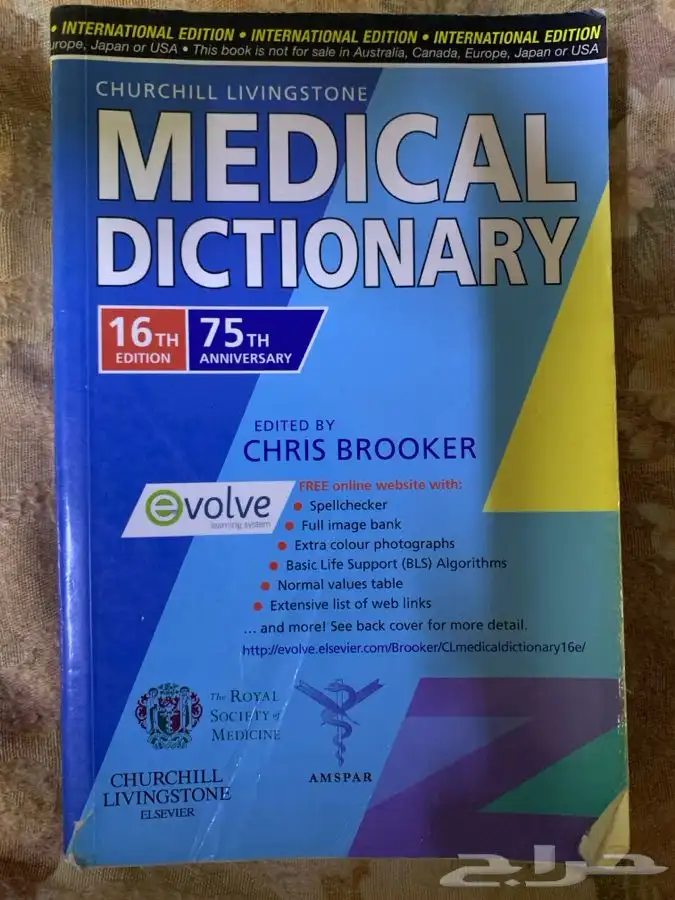 • INTERNATIONAL EDITION • INTERNATIONAL EDITION • INTERNATIONAL EDITION
urope, Japan or USA • This book is not for sale in Australia, Canada, Europe, Japan or USA
CHURCHILL LIVINGSTONE
MEDICAL
DICTIONARY
16TH EDITION
75TH ANNIVERSARY
EDITED BY
CHRIS BROOKER
evolve
learning system
FREE online website with:
• Spellchecker
• Full image bank
• Extra colour photographs
• Basic Life Support (BLS) Algorithms
• Normal values table
• Extensive list of web links
... and more! See back cover for more detail.
http://evolve.elsevier.com/Brooker/CLmedicaldictionary16e/
The ROYAL
SOCIETY of
MEDICINE
AMSPAR
CHURCHILL
LIVINGSTONE
ELSEVIER
حراج